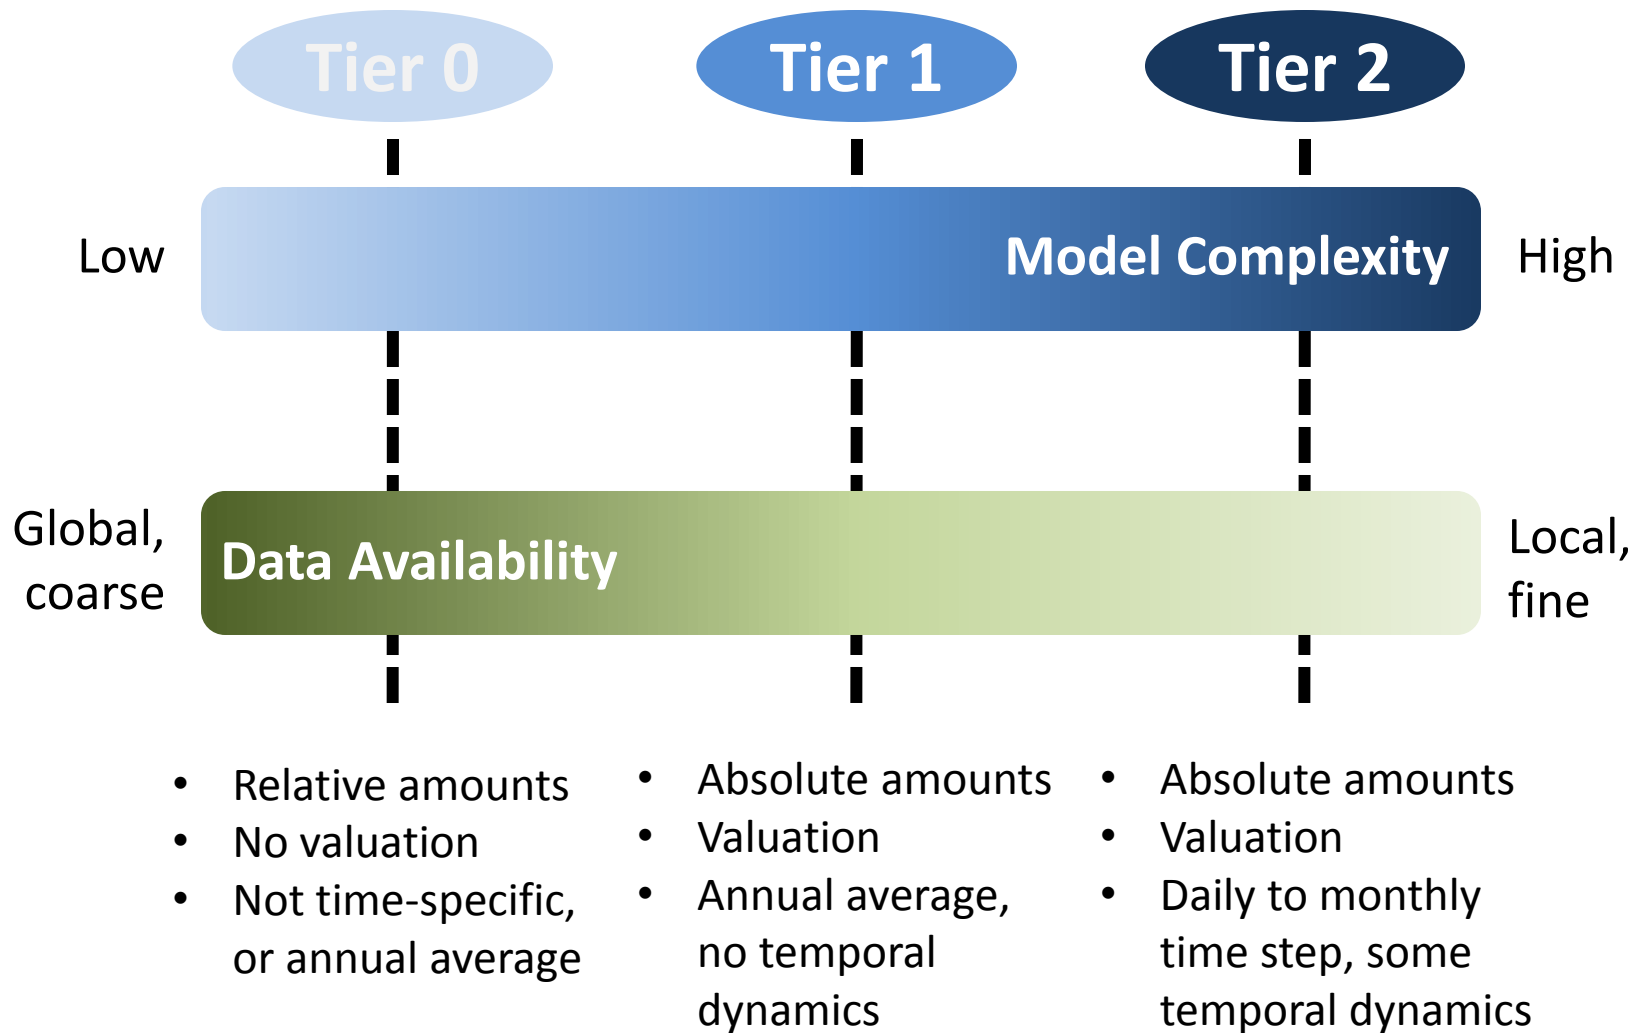 Tier 0
Tier 1
Tier 2
Low
Model Complexity
High
Global,
coarse
Data Availability
Local,
fine
• Relative amounts
• No valuation
• Not time-specific,
or annual average
• Absolute amounts
• Valuation
• Annual average,
no temporal
dynamics
• Absolute amounts
• Valuation
• Daily to monthly
time step, some
temporal dynamics